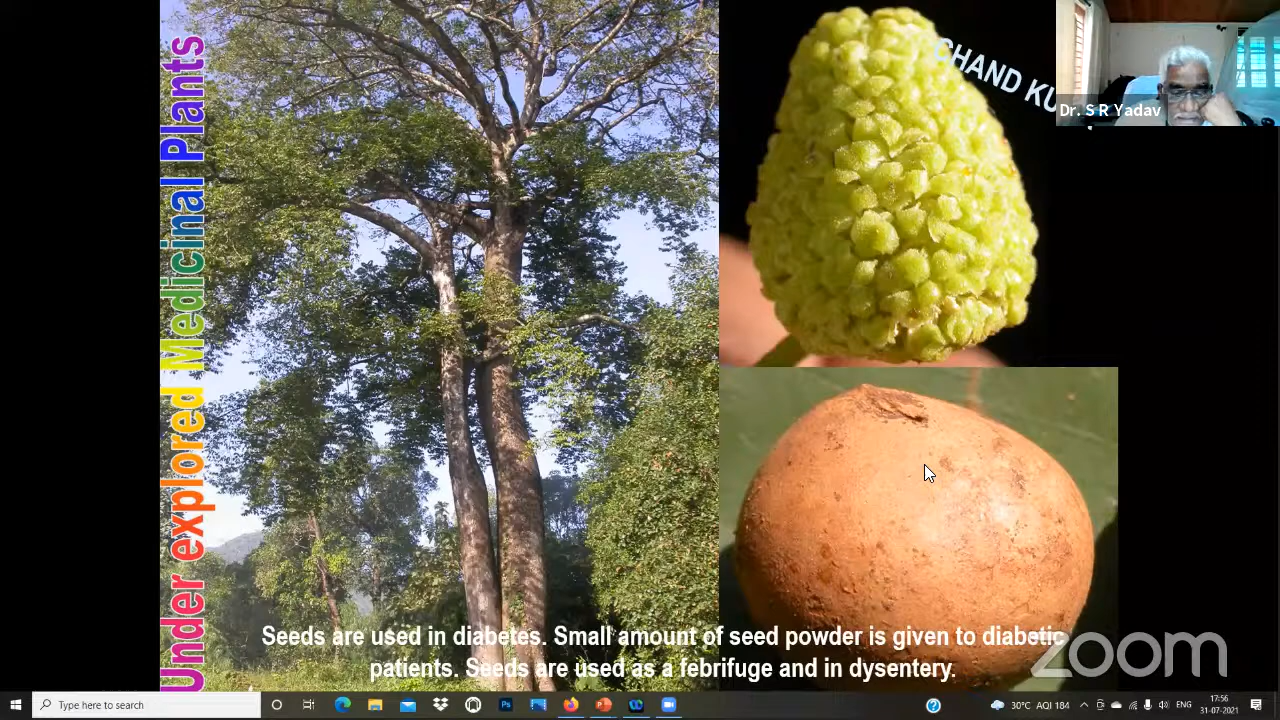 Under explored Medicinal Plants
CHAND
Dr. S R Yadav
Seeds are used in diabetes. Small amount of seed powder is given to diabetic
patients. Seeds are used as a febrifuge and in dysentery.
zoom
Type here to search
30°C AQI 184
ENG
17:56
31-07-2021